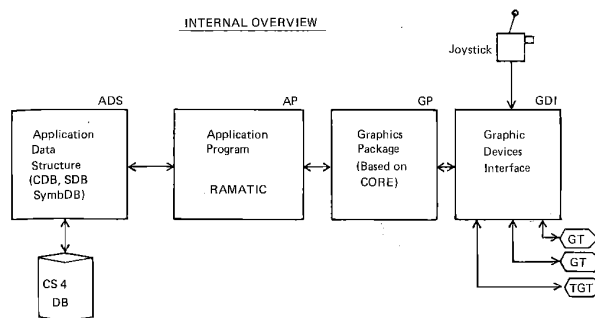 INTERNAL OVERVIEW
Joystick
ADS
AP
GP
GDI
Application
Data
Structure
(CDB, SDB
SymbDB)
Application
Program
RAMATIC
Graphics
Package
(Based on
CORE)
Graphic
Devices
Interface
GT
GT
TGT
CS 4
DB